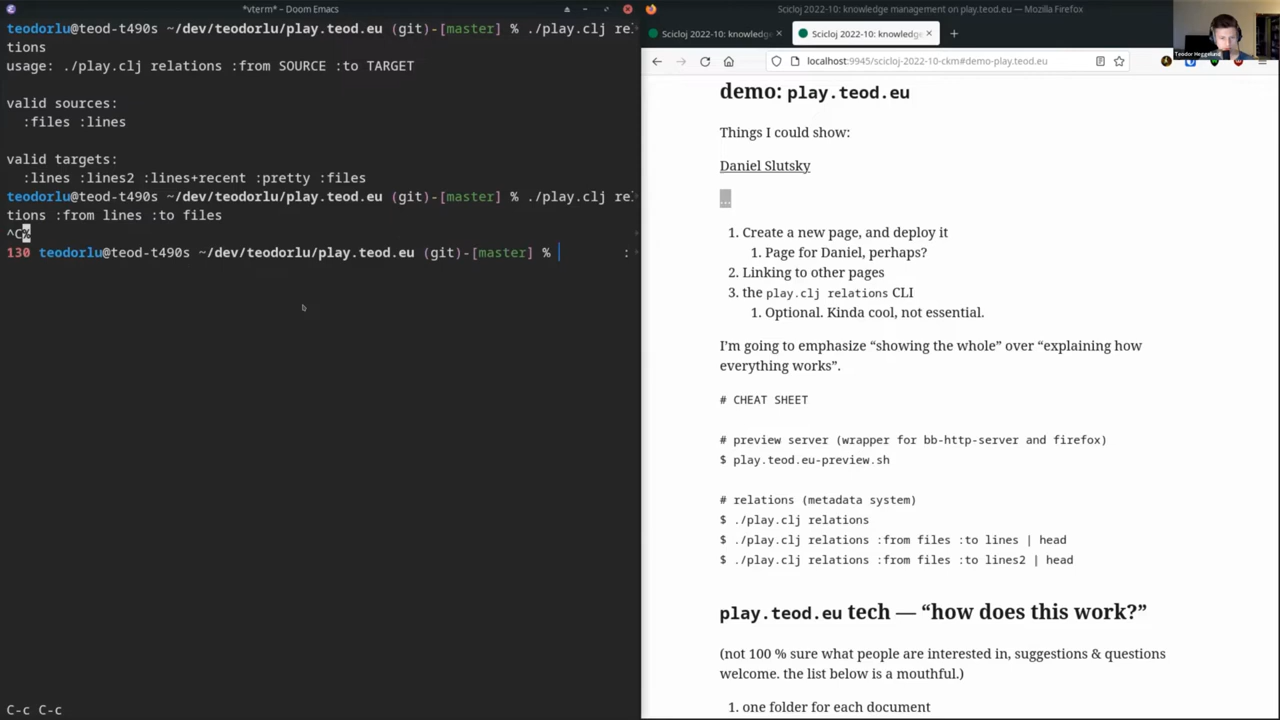 *vterm* – Doom Emacs
teodorlu@teod-t490s ~/dev/teodorlu/play.teod.eu (git)-[master] % ./play.clj rela
tions
usage: ./play.clj relations :from SOURCE :to TARGET
valid sources:
:files :lines
valid targets:
:lines :lines2 :lines+recent :pretty :files
teodorlu@teod-t490s ~/dev/teodorlu/play.teod.eu (git)-[master] % ./play.clj rela
tions :from lines :to files
^C%
130 teodorlu@teod-t490s ~/dev/teodorlu/play.teod.eu (git)-[master] % :
C-c C-c
Scicloj 2022-10: knowledge management on play.teod.eu — Mozilla Firefox
Scicloj 2022-10: knowledge
Scicloj 2022-10: knowledge
localhost:9945/scicloj-2022-10-ckm#demo-play.teod.eu
Teodor Heggelund
demo: play.teod.eu
Things I could show:
Daniel Slutsky
...
1. Create a new page, and deploy it
1. Page for Daniel, perhaps?
2. Linking to other pages
3. the play.clj relations CLI
1. Optional. Kinda cool, not essential.
I’m going to emphasize “showing the whole” over “explaining how
everything works”.
# CHEAT SHEET
# preview server (wrapper for bb-http-server and firefox)
$ play.teod.eu-preview.sh
# relations (metadata system)
$ ./play.clj relations
$ ./play.clj relations :from files :to lines | head
$ ./play.clj relations :from files :to lines2 | head
play.teod.eu tech — “how does this work?”
(not 100 % sure what people are interested in, suggestions & questions
welcome. the list below is a mouthful.)
1. one folder for each document